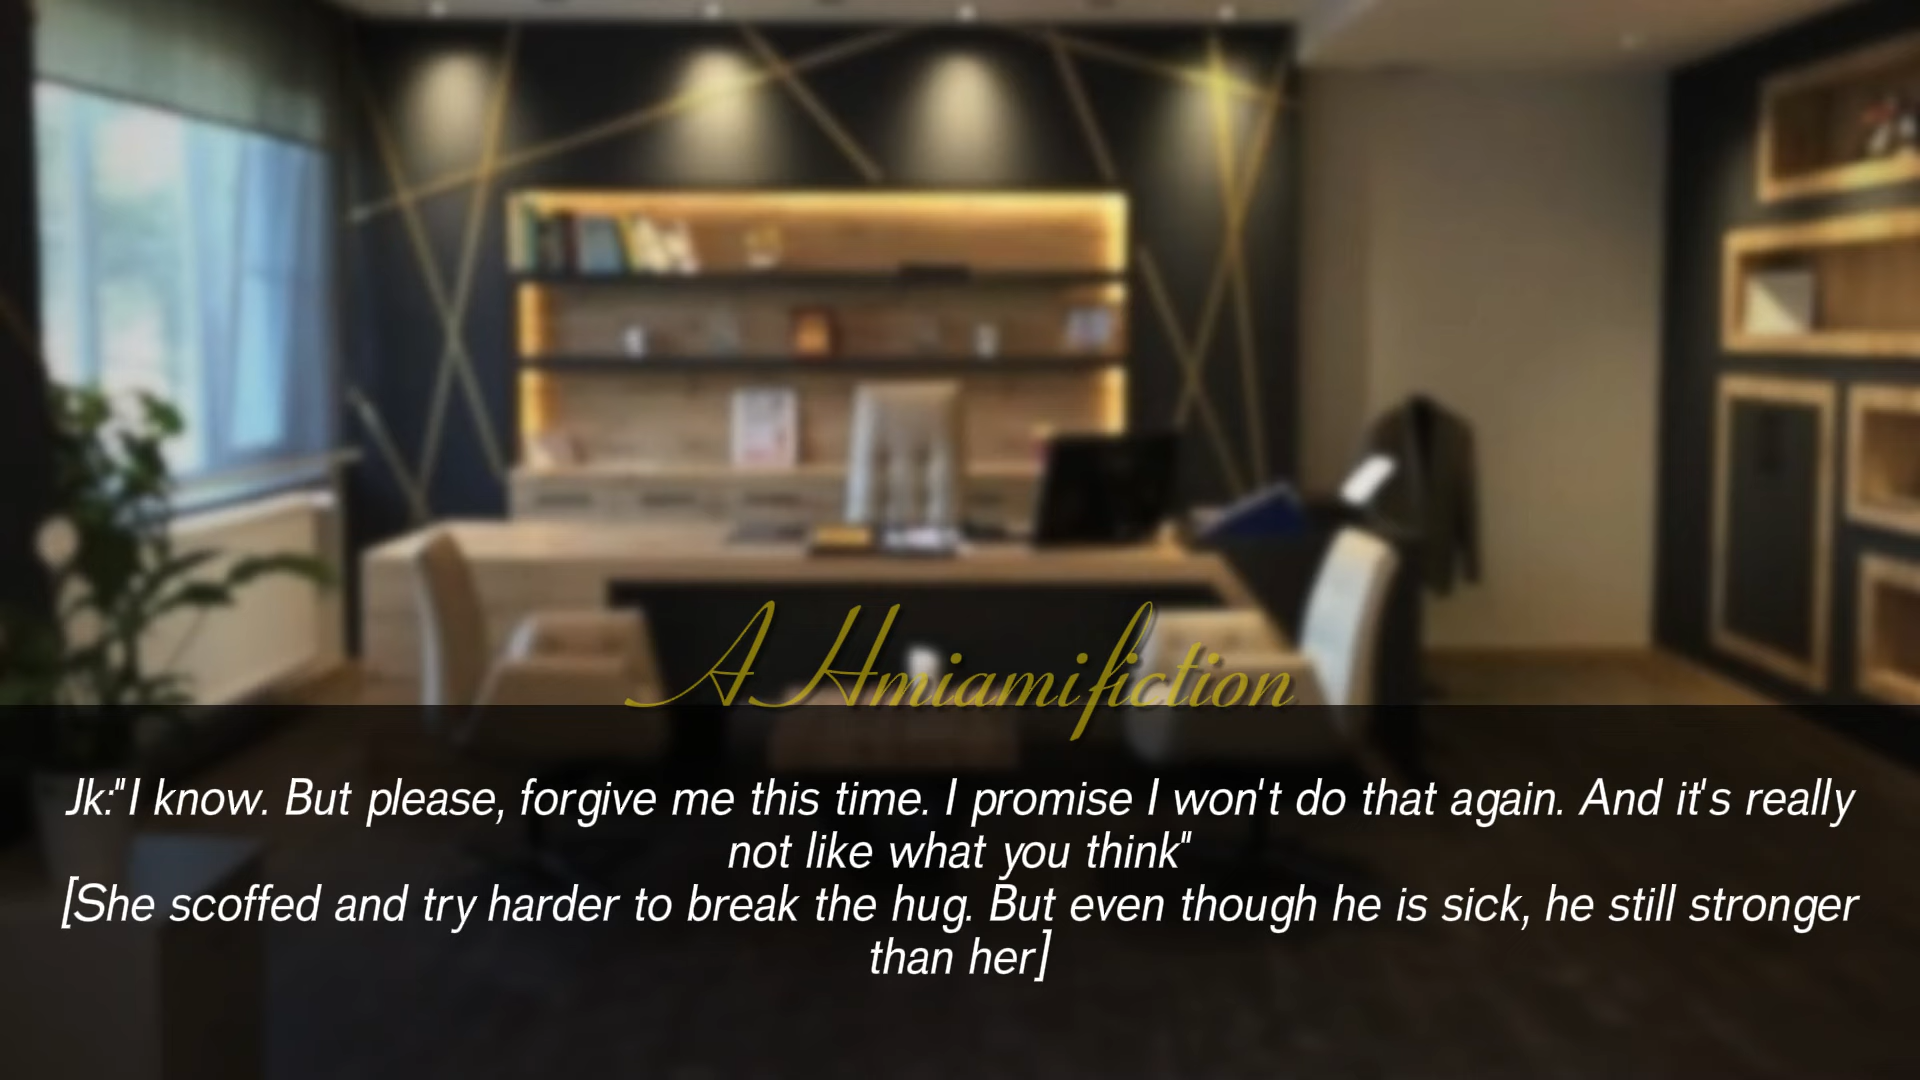 A Hmiamifiction
Jk:"I know. But please, forgive me this time. I promise I won't do that again. And it's really
not like what you think"
[She scoffed and try harder to break the hug. But even though he is sick, he still stronger
than her]